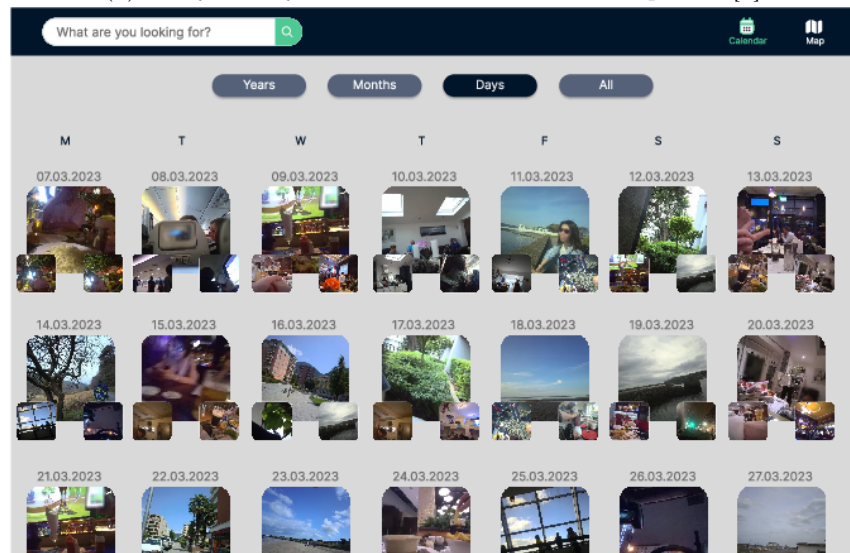 What are you looking for?
Calendar
Map
Years Months Days All
M T W T F S S
07.03.2023 08.03.2023 09.03.2023 10.03.2023 11.03.2023 12.03.2023 13.03.2023
14.03.2023 15.03.2023 16.03.2023 17.03.2023 18.03.2023 19.03.2023 20.03.2023
21.03.2023 22.03.2023 23.03.2023 24.03.2023 25.03.2023 26.03.2023 27.03.2023